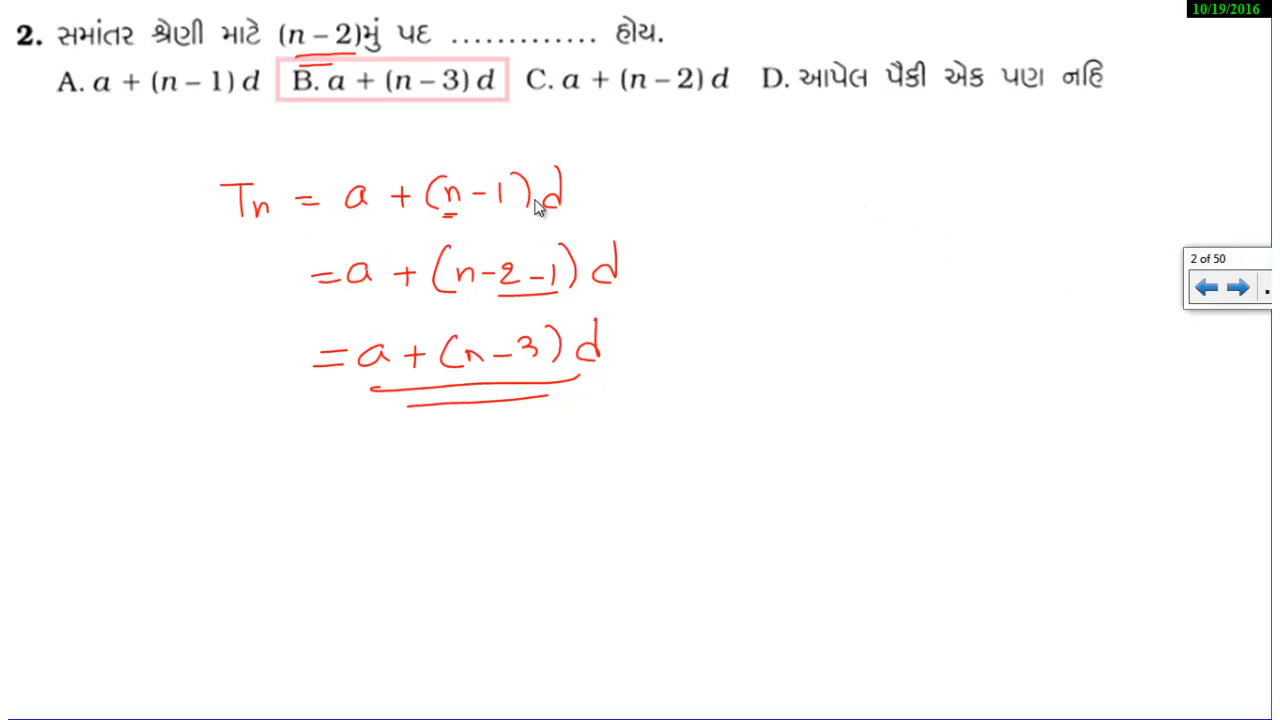 10/19/2016
2. સમાંતર શ્રેણી માટે (n – 2)મું પદ ............. હોય.
A. a + (n – 1) d B. a + (n – 3) d C. a + (n – 2) d D. આપેલ પૈકી એક પણ નહિ
Tn = a + (n – 1) d
= a + (n – 2 – 1) d
= a + (n – 3) d
2 of 50